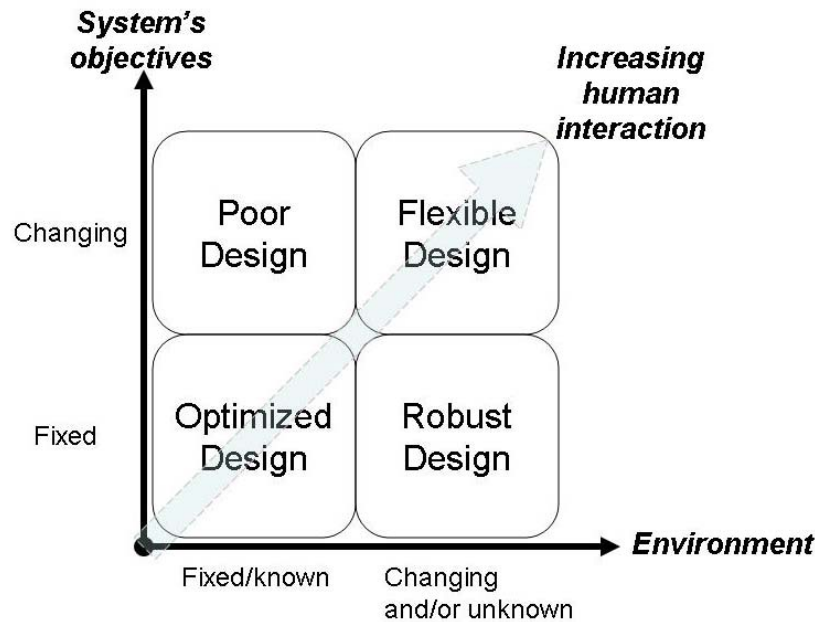 System's
objectives
Increasing
human
interaction
Changing
Poor
Design
Flexible
Design
Fixed
Optimized
Design
Robust
Design
Environment
Fixed/known
Changing
and/or unknown